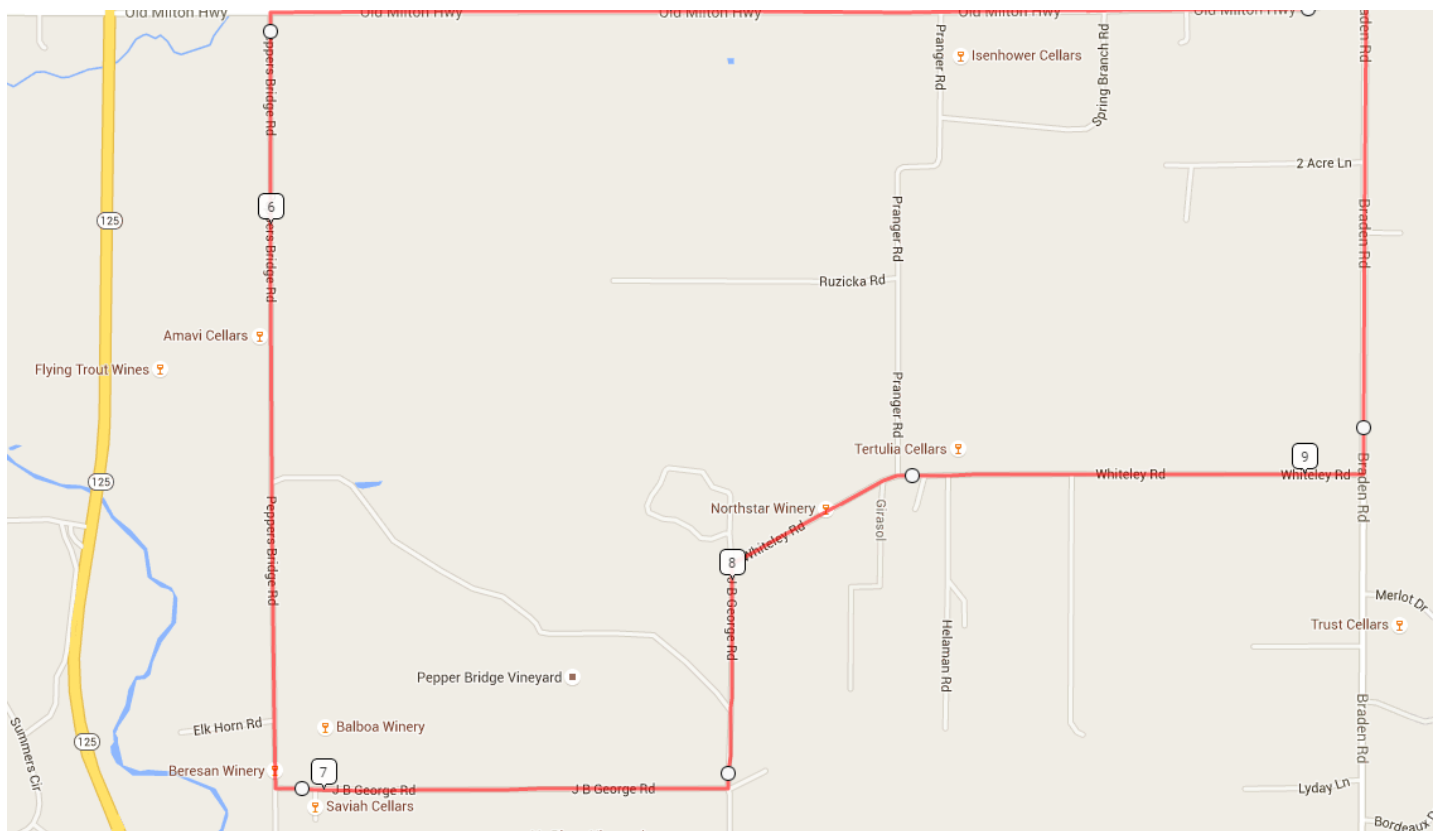 Old Milton Hwy
Old Milton Hwy
Old Milton Hwy
Old Milton Hwy
Old Milton Hwy
Braden Rd
Peppers Bridge Rd
Pranger Rd
Isenhower Cellars
Spring Branch Rd
2 Acre Ln
6
125
Peppers Bridge Rd
Pranger Rd
Braden Rd
Ruzicka Rd
Amavi Cellars
Flying Trout Wines
Pranger Rd
Tertulia Cellars
9
Whiteley Rd
Whiteley Rd
Braden Rd
125
Northstar Winery
Girasol
Whiteley Rd
Peppers Bridge Rd
8
J B George Rd
Merlot Dr
Trust Cellars
Helaman Rd
Pepper Bridge Vineyard
Elk Horn Rd
Balboa Winery
Braden Rd
125
Summers Cir
Beresan Winery
7
J B George Rd
J B George Rd
Lyday Ln
Saviah Cellars
Bordeaux